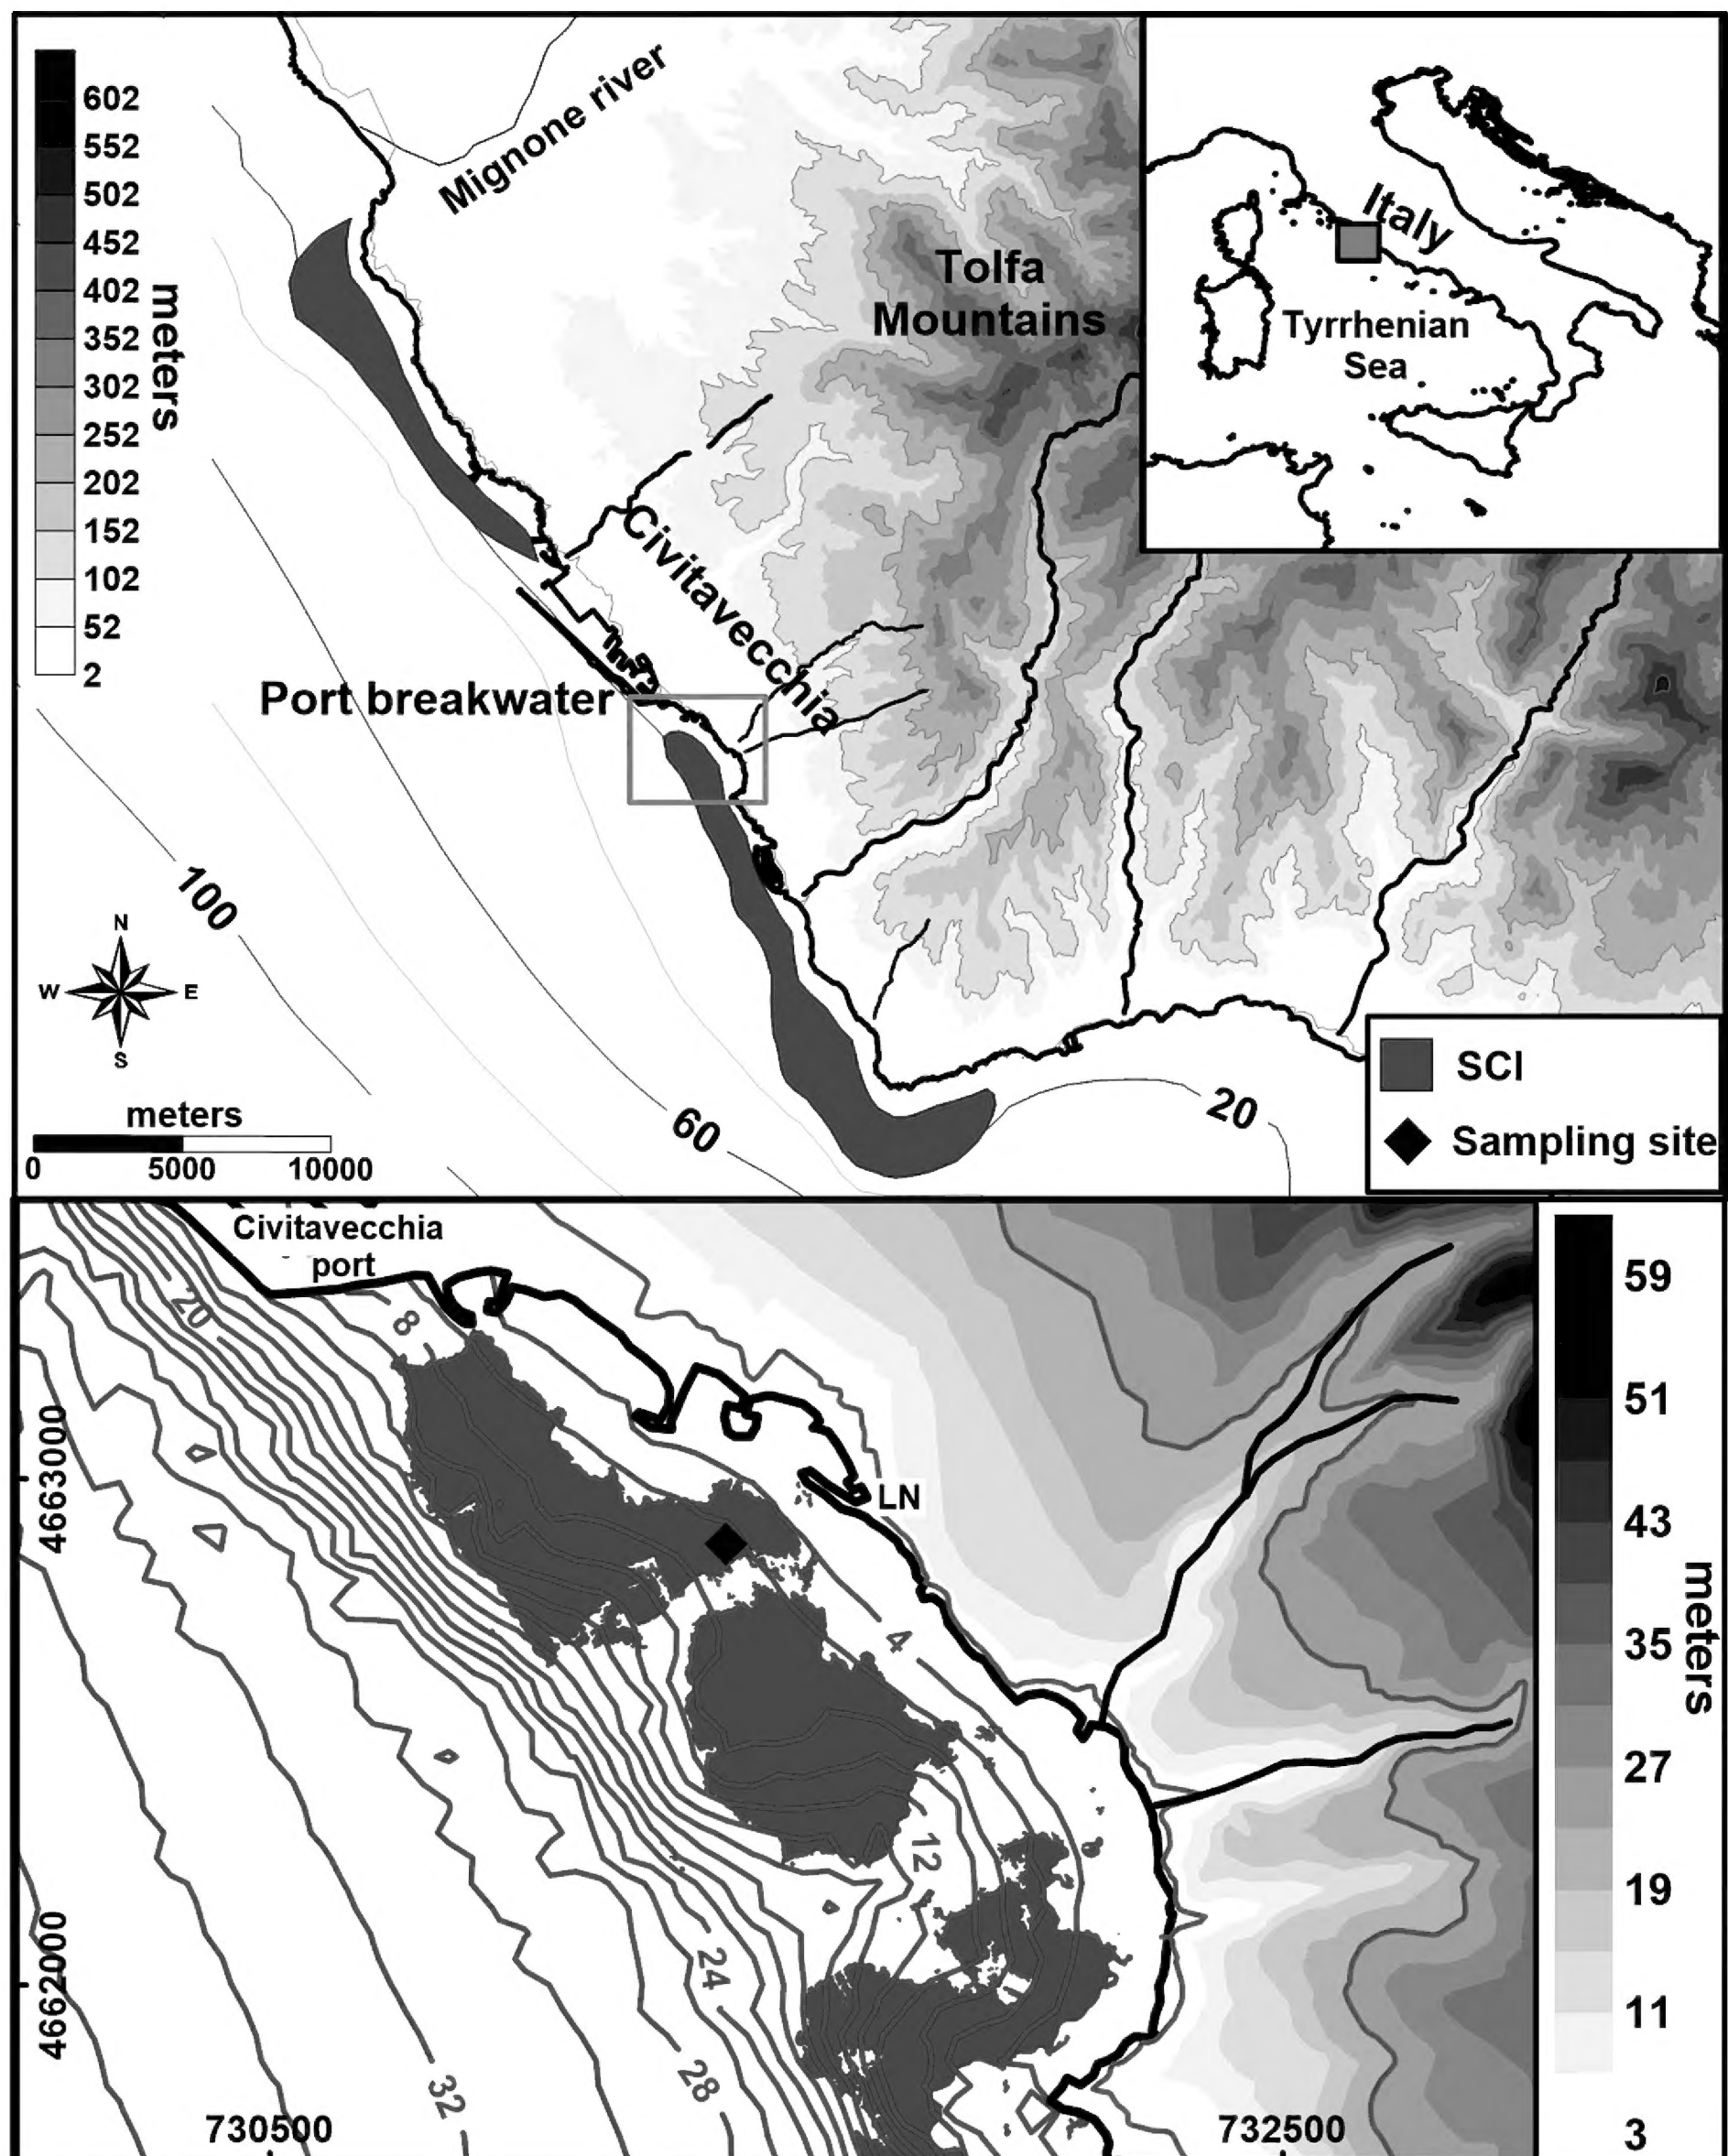 602
552
502
452
402
352
302
252
202
152
102
52
2
meters
Mignone river
Tolfa
Mountains
Italy
Tyrrhenian
Sea
Civitavecchia
Port breakwater
100
60
20
N
W
E
S
meters
0
5000
10000
SCI
Sampling site
Civitavecchia
port
20
8
LN
4
12
24
28
32
4663000
4662000
730500
732500
59
51
43
35
27
19
11
3
meters